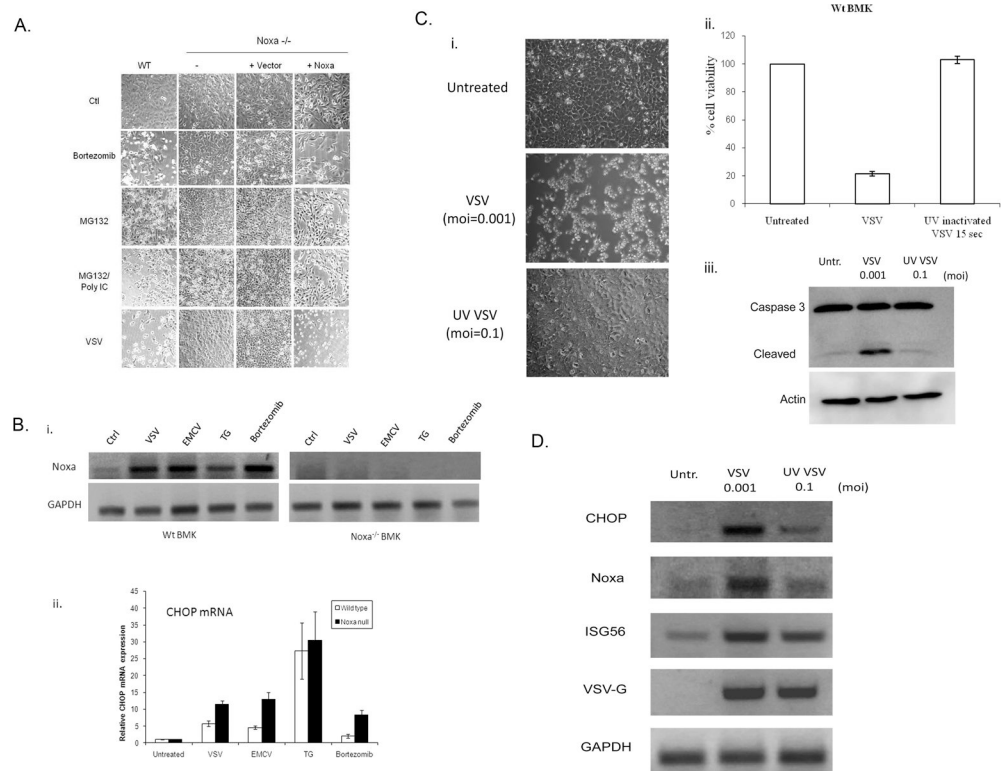 A.
Noxa -/-
WT - + Vector + Noxa
Ctl
Bortezomib
MG132
MG132/
Poly IC
VSV
B.
i.
Ctrl VSV EMCV TG Bortezomib Ctrl VSV EMCV TG Bortezomib
Noxa
GAPDH
Wt BMK Noxa-/- BMK
ii.
CHOP mRNA
Wild type
Noxa null
Relative CHOP mRNA expression
45
40
35
30
25
20
15
10
5
0
Untreated VSV EMCV TG Bortezomib
C.
i.
Untreated
VSV
(moi=0.001)
UV VSV
(moi=0.1)
ii.
Wt BMK
% cell viability
120
100
80
60
40
20
0
Untreated VSV UV inactivated
VSV 15 sec
iii.
Untr. VSV UV VSV
0.001 0.1 (moi)
Caspase 3
Cleaved
Actin
D.
Untr. VSV UV VSV
0.001 0.1 (moi)
CHOP
Noxa
ISG56
VSV-G
GAPDH